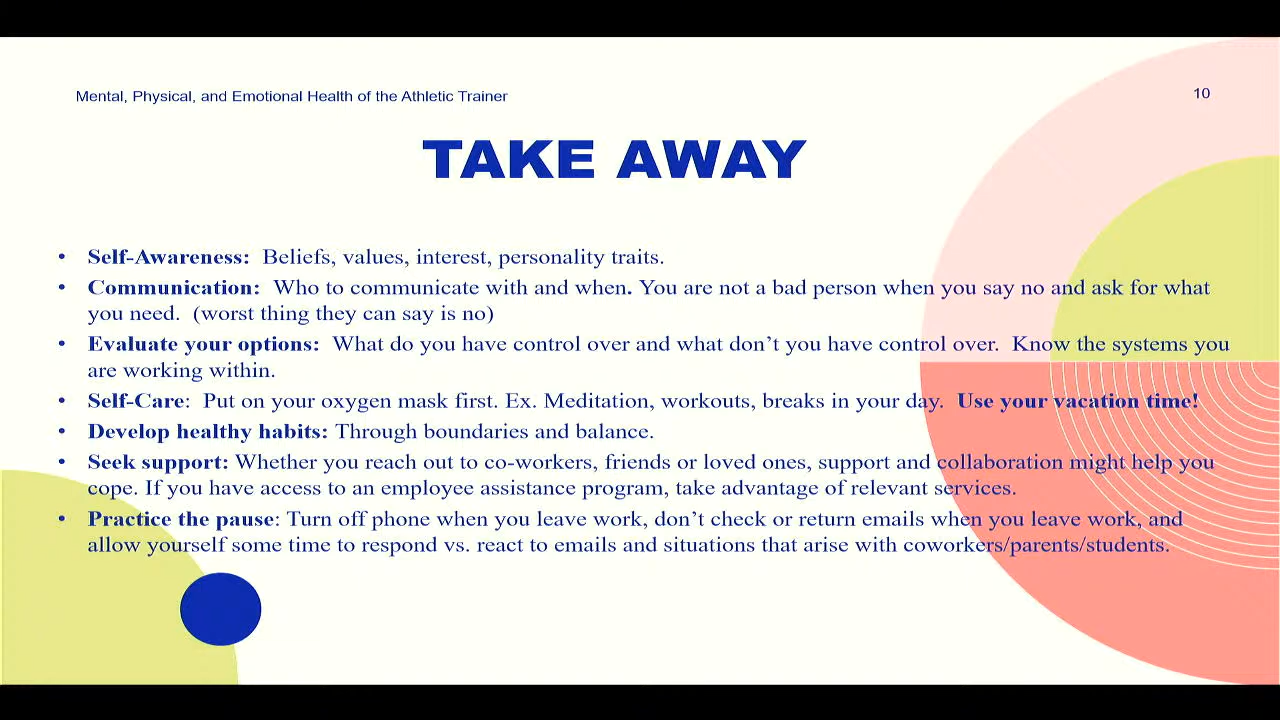 Mental, Physical, and Emotional Health of the Athletic Trainer
10
TAKE AWAY
• Self-Awareness: Beliefs, values, interest, personality traits.
• Communication: Who to communicate with and when. You are not a bad person when you say no and ask for what
you need. (worst thing they can say is no)
• Evaluate your options: What do you have control over and what don’t you have control over. Know the systems you
are working within.
• Self-Care: Put on your oxygen mask first. Ex. Meditation, workouts, breaks in your day. Use your vacation time!
• Develop healthy habits: Through boundaries and balance.
• Seek support: Whether you reach out to co-workers, friends or loved ones, support and collaboration might help you
cope. If you have access to an employee assistance program, take advantage of relevant services.
• Practice the pause: Turn off phone when you leave work, don’t check or return emails when you leave work, and
allow yourself some time to respond vs. react to emails and situations that arise with coworkers/parents/students.